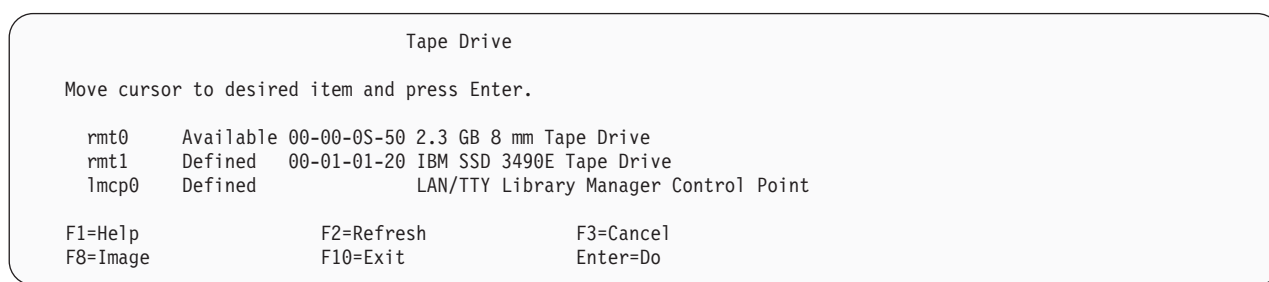 Tape Drive
Move cursor to desired item and press Enter.
rmt0 Available 00-00-0S-50 2.3 GB 8 mm Tape Drive
rmt1 Defined 00-01-01-20 IBM SSD 3490E Tape Drive
lmcp0 Defined LAN/TTY Library Manager Control Point
F1=Help F2=Refresh F3=Cancel
F8=Image F10=Exit Enter=Do